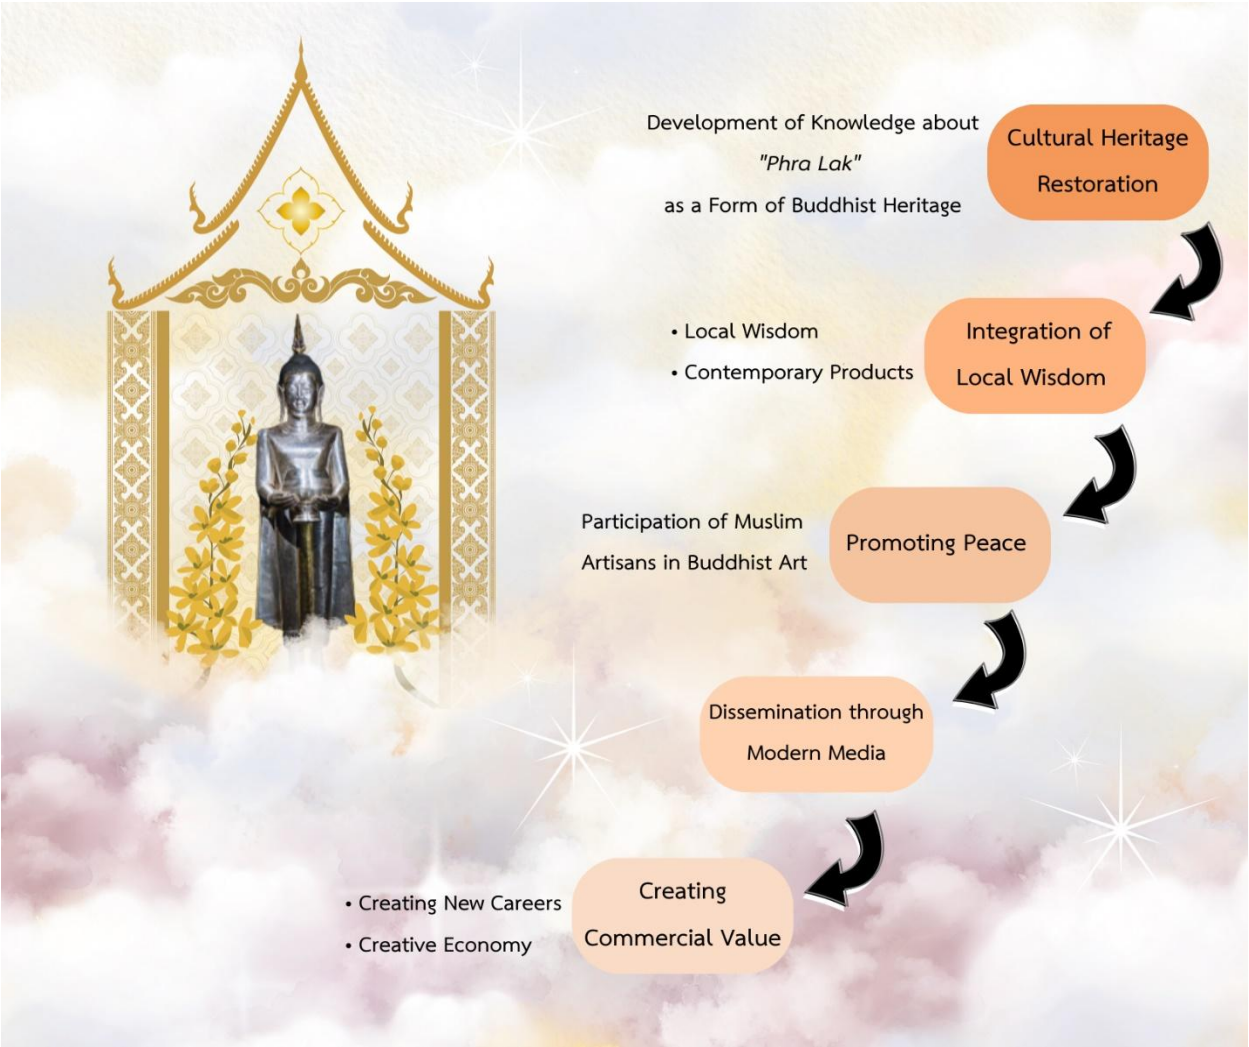 Development of Knowledge about
"Phra Lak"
as a Form of Buddhist Heritage
Cultural Heritage
Restoration
• Local Wisdom
• Contemporary Products
Integration of
Local Wisdom
Participation of Muslim
Artisans in Buddhist Art
Promoting Peace
Dissemination through
Modern Media
• Creating New Careers
• Creative Economy
Creating
Commercial Value